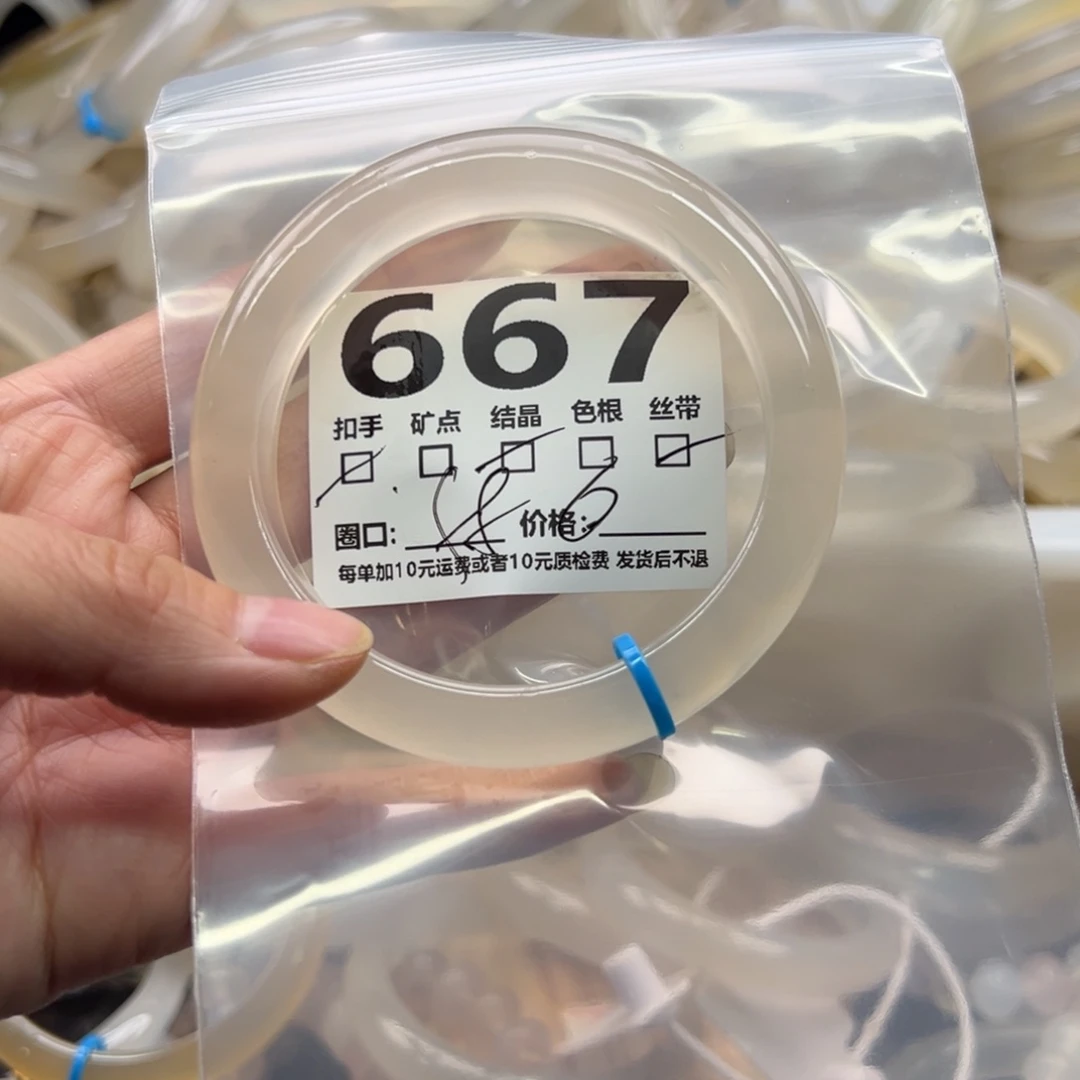 667
扣手 矿点 结晶 色根 丝带
圈口: 价格:
每单加10元运费或者10元质检费 发货后不退